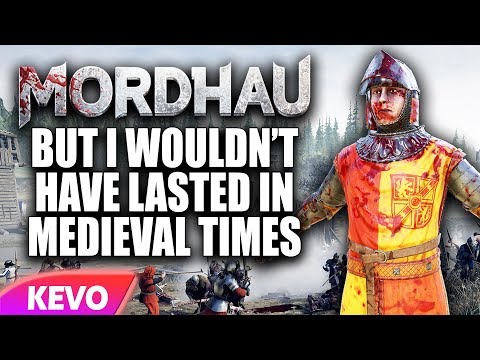 MORDHAU
BUT I WOULDN'T
HAVE LASTED IN
MEDIEVAL TIMES
KEVO